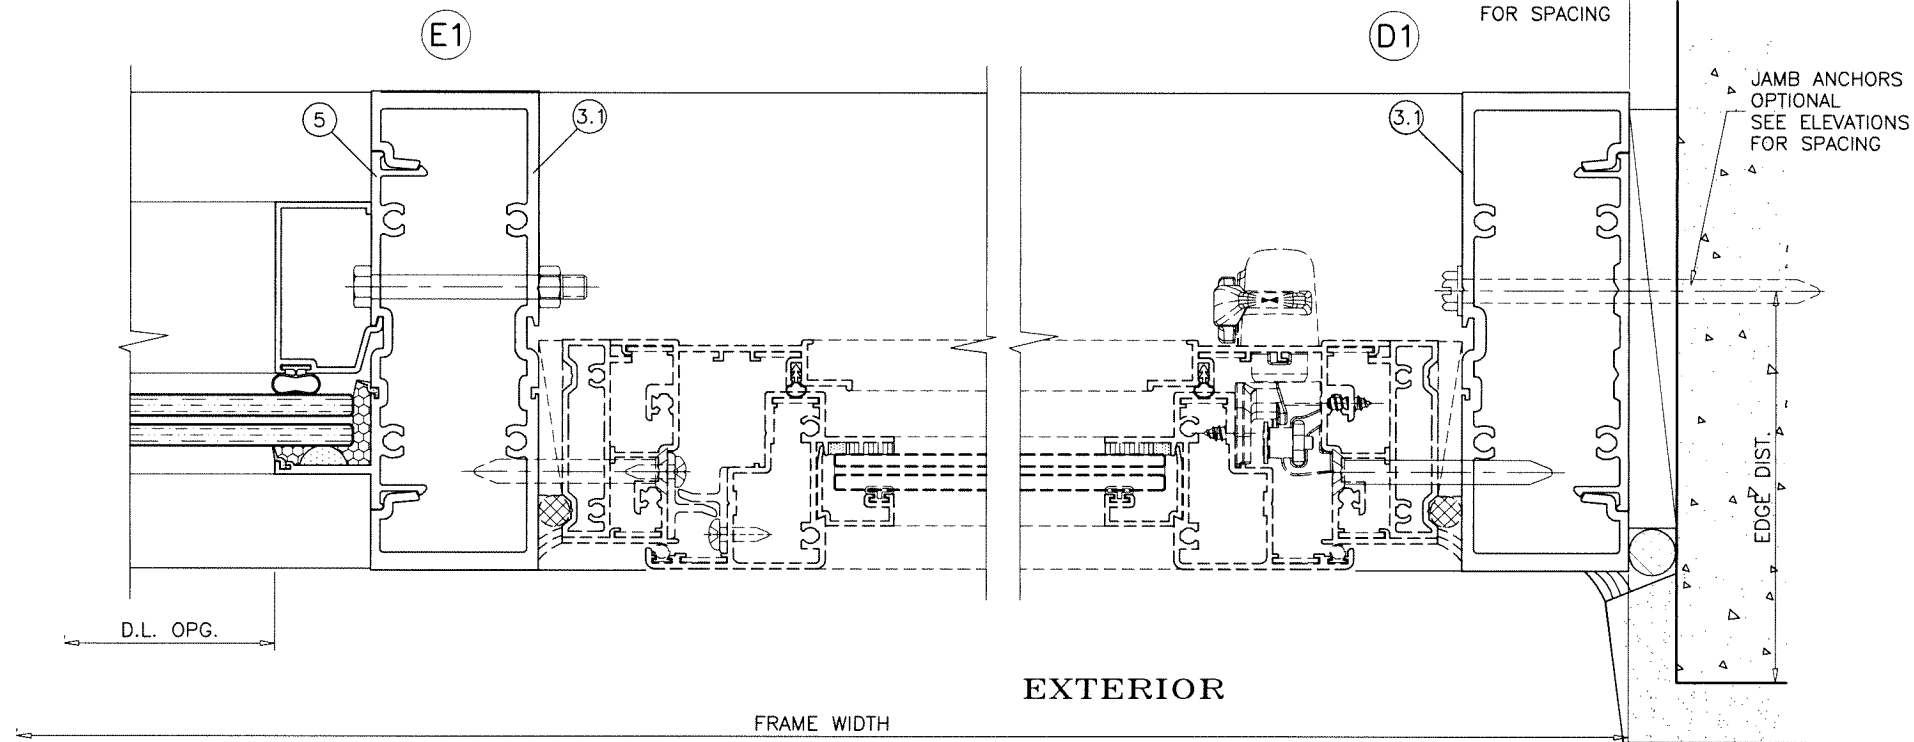 FOR SPACING
E1
D1
JAMB ANCHORS
OPTIONAL
SEE ELEVATIONS
FOR SPACING
5
3.1
3.1
EDGE DIST.
D.L. OPG.
EXTERIOR
FRAME WIDTH